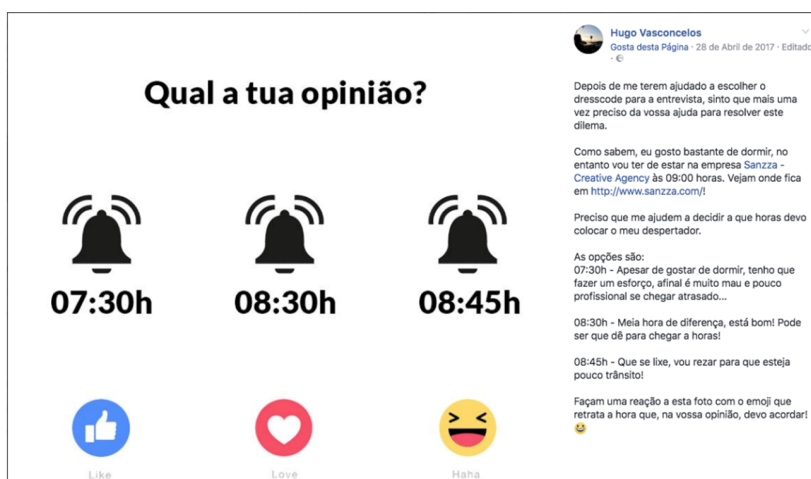 Qual a tua opinião?
07:30h
08:30h
08:45h
Like
Love
Haha
Hugo Vasconcelos
Gosta desta Página · 28 de Abril de 2017 · Editado
Depois de me terem ajudado a escolher o
dresscode para a entrevista, sinto que mais uma
vez preciso da vossa ajuda para resolver este
dilema.
Como sabem, eu gosto bastante de dormir, no
entanto vou ter de estar na empresa Sanzza -
Creative Agency às 09:00 horas. Vejam onde fica
em http://www.sanzza.com/!
Preciso que me ajudem a decidir a que horas devo
colocar o meu despertador.
As opções são:
07:30h - Apesar de gostar de dormir, tenho que
fazer um esforço, afinal é muito mau e pouco
profissional se chegar atrasado...
08:30h - Meia hora de diferença, está bom! Pode
ser que dê para chegar a horas!
08:45h - Que se lixe, vou rezar para que esteja
pouco trânsito!
Façam uma reação a esta foto com o emoji que
retrata a hora que, na vossa opinião, devo acordar!